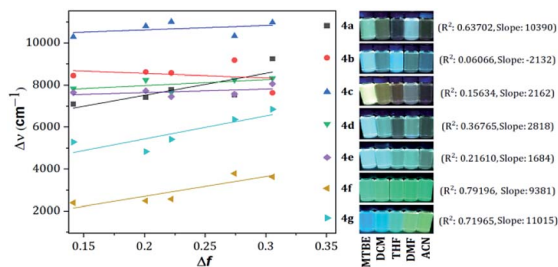 Δν (cm⁻¹)
10000
8000
6000
4000
2000
0.15
0.20
0.25
0.30
0.35
Δf
4a
4b
4c
4d
4e
4f
4g
(R²: 0.63702, Slope: 10390)
(R²: 0.06066, Slope: -2132)
(R²: 0.15634, Slope: 2162)
(R²: 0.36765, Slope: 2818)
(R²: 0.21610, Slope: 1684)
(R²: 0.79196, Slope: 9381)
(R²: 0.71965, Slope: 11015)
MTBE
DCM
THF
DMF
ACN